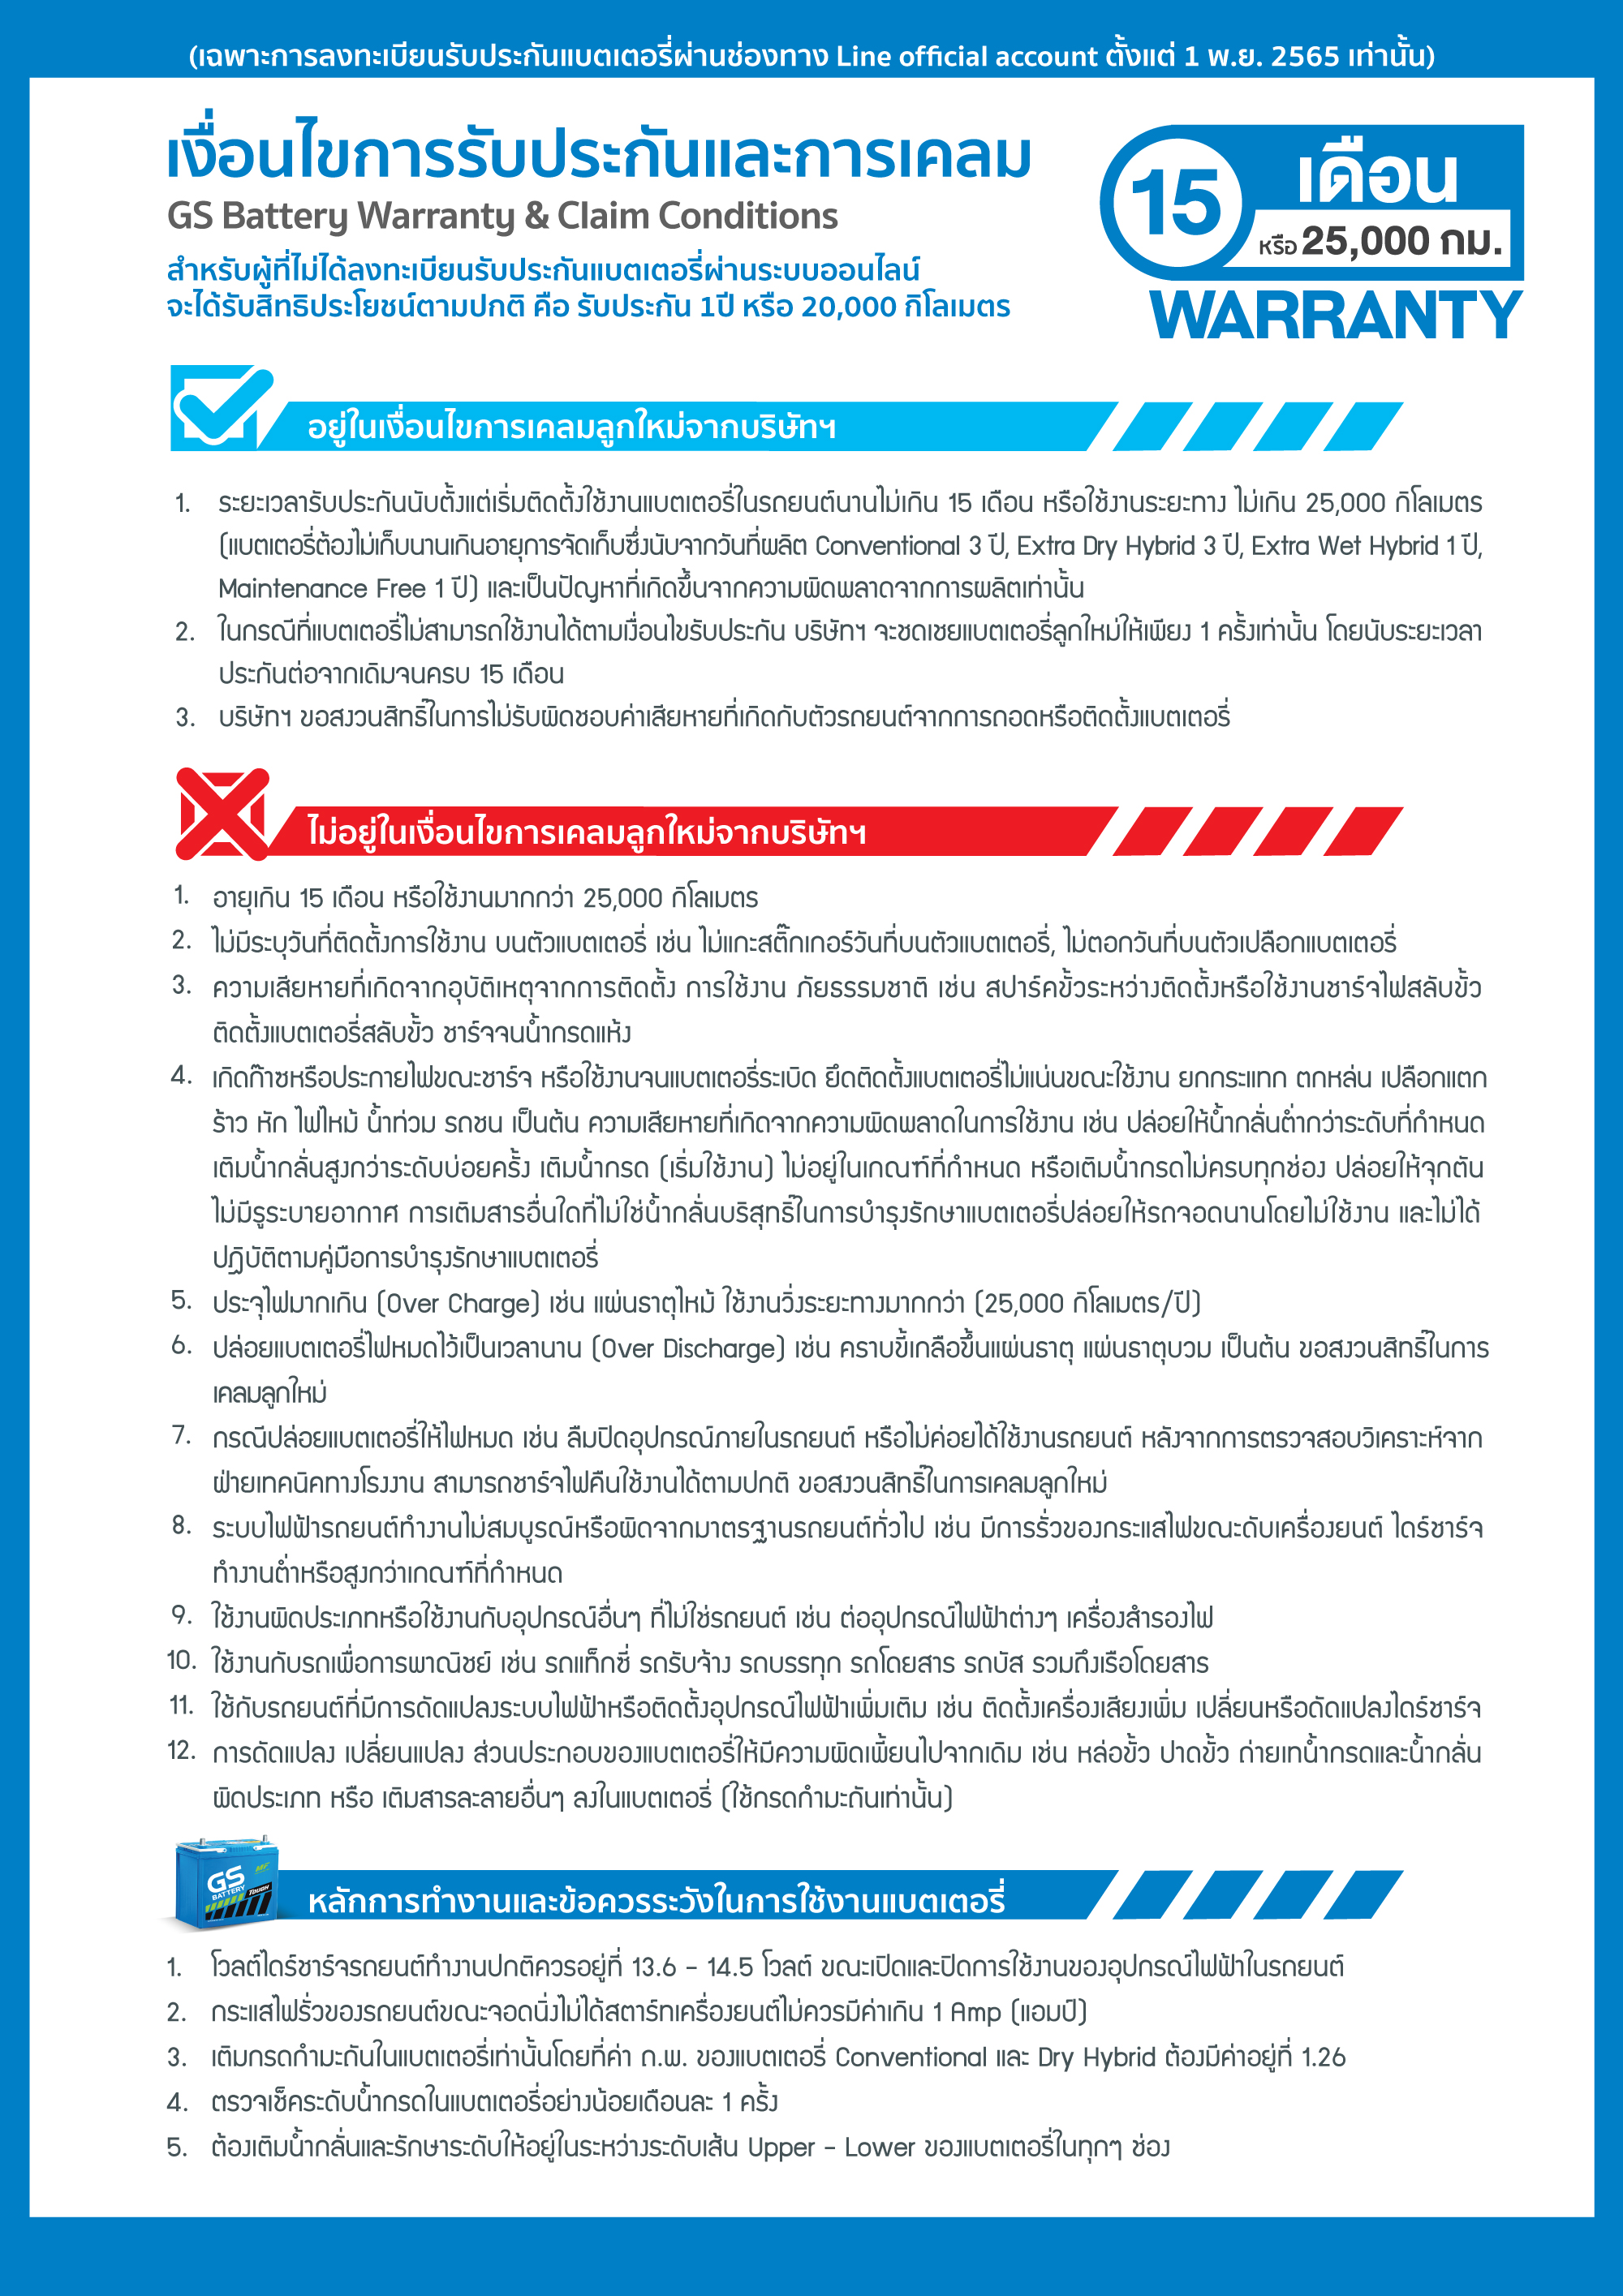 (เฉพาะการลงทะเบียนรับประกันแบตเตอรี่ผ่านช่องทาง Line official account ตั้งแต่ 1 พ.ย. 2565 เท่านั้น)
เงื่อนไขการรับประกันและการเคลม
GS Battery Warranty & Claim Conditions
สำหรับผู้ที่ไม่ได้ลงทะเบียนรับประกันแบตเตอรี่ผ่านระบบออนไลน์
จะได้รับสิทธิประโยชน์ตามปกติ คือ รับประกัน 1ปี หรือ 20,000 กิโลเมตร
15 เดือน
หรือ 25,000 กม.
WARRANTY
อยู่ในเงื่อนไขการเคลมลูกใหม่จากบริษัทฯ
1. ระยะเวลารับประกันนับตั้งแต่เริ่มติดตั้งใช้งานแบตเตอรี่ในรถยนต์นานไม่เกิน 15 เดือน หรือใช้งานระยะทาง ไม่เกิน 25,000 กิโลเมตร
(แบตเตอรี่ต้องไม่เก็บนานเกินอายุการจัดเก็บซึ่งนับจากวันที่ผลิต Conventional 3 ปี, Extra Dry Hybrid 3 ปี, Extra Wet Hybrid 1 ปี,
Maintenance Free 1 ปี) และเป็นปัญหาที่เกิดขึ้นจากความผิดพลาดจากการผลิตเท่านั้น
2. ในกรณีที่แบตเตอรี่ไม่สามารถใช้งานได้ตามเงื่อนไขรับประกัน บริษัทฯ จะชดเชยแบตเตอรี่ลูกใหม่ให้เพียง 1 ครั้งเท่านั้น โดยนับระยะเวลา
ประกันต่อจากเดิมจนครบ 15 เดือน
3. บริษัทฯ ขอสงวนสิทธิ์ในการไม่รับผิดชอบค่าเสียหายที่เกิดกับตัวรถยนต์จากการถอดหรือติดตั้งแบตเตอรี่
ไม่อยู่ในเงื่อนไขการเคลมลูกใหม่จากบริษัทฯ
1. อายุเกิน 15 เดือน หรือใช้งานมากกว่า 25,000 กิโลเมตร
2. ไม่มีระบุวันที่ติดตั้งการใช้งาน บนตัวแบตเตอรี่ เช่น ไม่แกะสติ๊กเกอร์วันที่บนตัวแบตเตอรี่, ไม่ตอกวันที่บนตัวเปลือกแบตเตอรี่
3. ความเสียหายที่เกิดจากอุบัติเหตุจากการติดตั้ง การใช้งาน ภัยธรรมชาติ เช่น สปาร์คขั้วระหว่างติดตั้งหรือใช้งานชาร์จไฟสลับขั้ว
ติดตั้งแบตเตอรี่สลับขั้ว ชาร์จจนน้ำกรดแห้ง
4. เกิดก๊าซหรือประกายไฟขณะชาร์จ หรือใช้งานจนแบตเตอรี่ระเบิด ยึดติดตั้งแบตเตอรี่ไม่แน่นขณะใช้งาน ยกกระแทก ตกหล่น เปลือกแตก
ร้าว หัก ไฟไหม้ น้ำท่วม รถชน เป็นต้น ความเสียหายที่เกิดจากความผิดพลาดในการใช้งาน เช่น ปล่อยให้น้ำกลั่นต่ำกว่าระดับที่กำหนด
เติมน้ำกลั่นสูงกว่าระดับบ่อยครั้ง เติมน้ำกรด (เริ่มใช้งาน) ไม่อยู่ในเกณฑ์ที่กำหนด หรือเติมน้ำกรดไม่ครบทุกช่อง ปล่อยให้จุกตัน
ไม่มีรูระบายอากาศ การเติมสารอื่นใดที่ไม่ใช่น้ำกลั่นบริสุทธิ์ในการบำรุงรักษาแบตเตอรี่ปล่อยให้รถจอดนานโดยไม่ใช้งาน และไม่ได้
ปฏิบัติตามคู่มือการบำรุงรักษาแบตเตอรี่
5. ประจุไฟมากเกิน (Over Charge) เช่น แผ่นธาตุไหม้ ใช้งานวิ่งระยะทางมากกว่า (25,000 กิโลเมตร/ปี)
6. ปล่อยแบตเตอรี่ไฟหมดไว้เป็นเวลานาน (Over Discharge) เช่น คราบขี้เกลือขึ้นแผ่นธาตุ แผ่นธาตุบวม เป็นต้น ขอสงวนสิทธิ์ในการ
เคลมลูกใหม่
7. กรณีปล่อยแบตเตอรี่ให้ไฟหมด เช่น ลืมปิดอุปกรณ์ภายในรถยนต์ หรือไม่ค่อยได้ใช้งานรถยนต์ หลังจากการตรวจสอบวิเคราะห์จาก
ฝ่ายเทคนิคทางโรงงาน สามารถชาร์จไฟคืนใช้งานได้ตามปกติ ขอสงวนสิทธิ์ในการเคลมลูกใหม่
8. ระบบไฟฟ้ารถยนต์ทำงานไม่สมบูรณ์หรือผิดจากมาตรฐานรถยนต์ทั่วไป เช่น มีการรั่วของกระแสไฟขณะดับเครื่องยนต์ ไดร์ชาร์จ
ทำงานต่ำหรือสูงกว่าเกณฑ์ที่กำหนด
9. ใช้งานผิดประเภทหรือใช้งานกับอุปกรณ์อื่นๆ ที่ไม่ใช่รถยนต์ เช่น ต่ออุปกรณ์ไฟฟ้าต่างๆ เครื่องสำรองไฟ
10. ใช้งานกับรถเพื่อการพาณิชย์ เช่น รถแท็กซี่ รถรับจ้าง รถบรรทุก รถโดยสาร รถบัส รวมถึงเรือโดยสาร
11. ใช้กับรถยนต์ที่มีการดัดแปลงระบบไฟฟ้าหรือติดตั้งอุปกรณ์ไฟฟ้าเพิ่มเติม เช่น ติดตั้งเครื่องเสียงเพิ่ม เปลี่ยนหรือดัดแปลงไดร์ชาร์จ
12. การดัดแปลง เปลี่ยนแปลง ส่วนประกอบของแบตเตอรี่ให้มีความผิดเพี้ยนไปจากเดิม เช่น หล่อขั้ว ปาดขั้ว ถ่ายเทน้ำกรดและน้ำกลั่น
ผิดประเภท หรือ เติมสารละลายอื่นๆ ลงในแบตเตอรี่ (ใช้กรดกำมะถันเท่านั้น)
GS
BATTERY
MF
TOUGH
หลักการทำงานและข้อควรระวังในการใช้งานแบตเตอรี่
1. โวลต์ไดร์ชาร์จรถยนต์ทำงานปกติควรอยู่ที่ 13.6 - 14.5 โวลต์ ขณะเปิดและปิดการใช้งานของอุปกรณ์ไฟฟ้าในรถยนต์
2. กระแสไฟรั่วของรถยนต์ขณะจอดนิ่งไม่ได้สตาร์ทเครื่องยนต์ไม่ควรมีค่าเกิน 1 Amp (แอมป์)
3. เติมกรดกำมะถันในแบตเตอรี่เท่านั้นโดยที่ค่า ถ.พ. ของแบตเตอรี่ Conventional และ Dry Hybrid ต้องมีค่าอยู่ที่ 1.26
4. ตรวจเช็คระดับน้ำกรดในแบตเตอรี่อย่างน้อยเดือนละ 1 ครั้ง
5. ต้องเติมน้ำกลั่นและรักษาระดับให้อยู่ในระหว่างระดับเส้น Upper - Lower ของแบตเตอรี่ในทุกๆ ช่อง